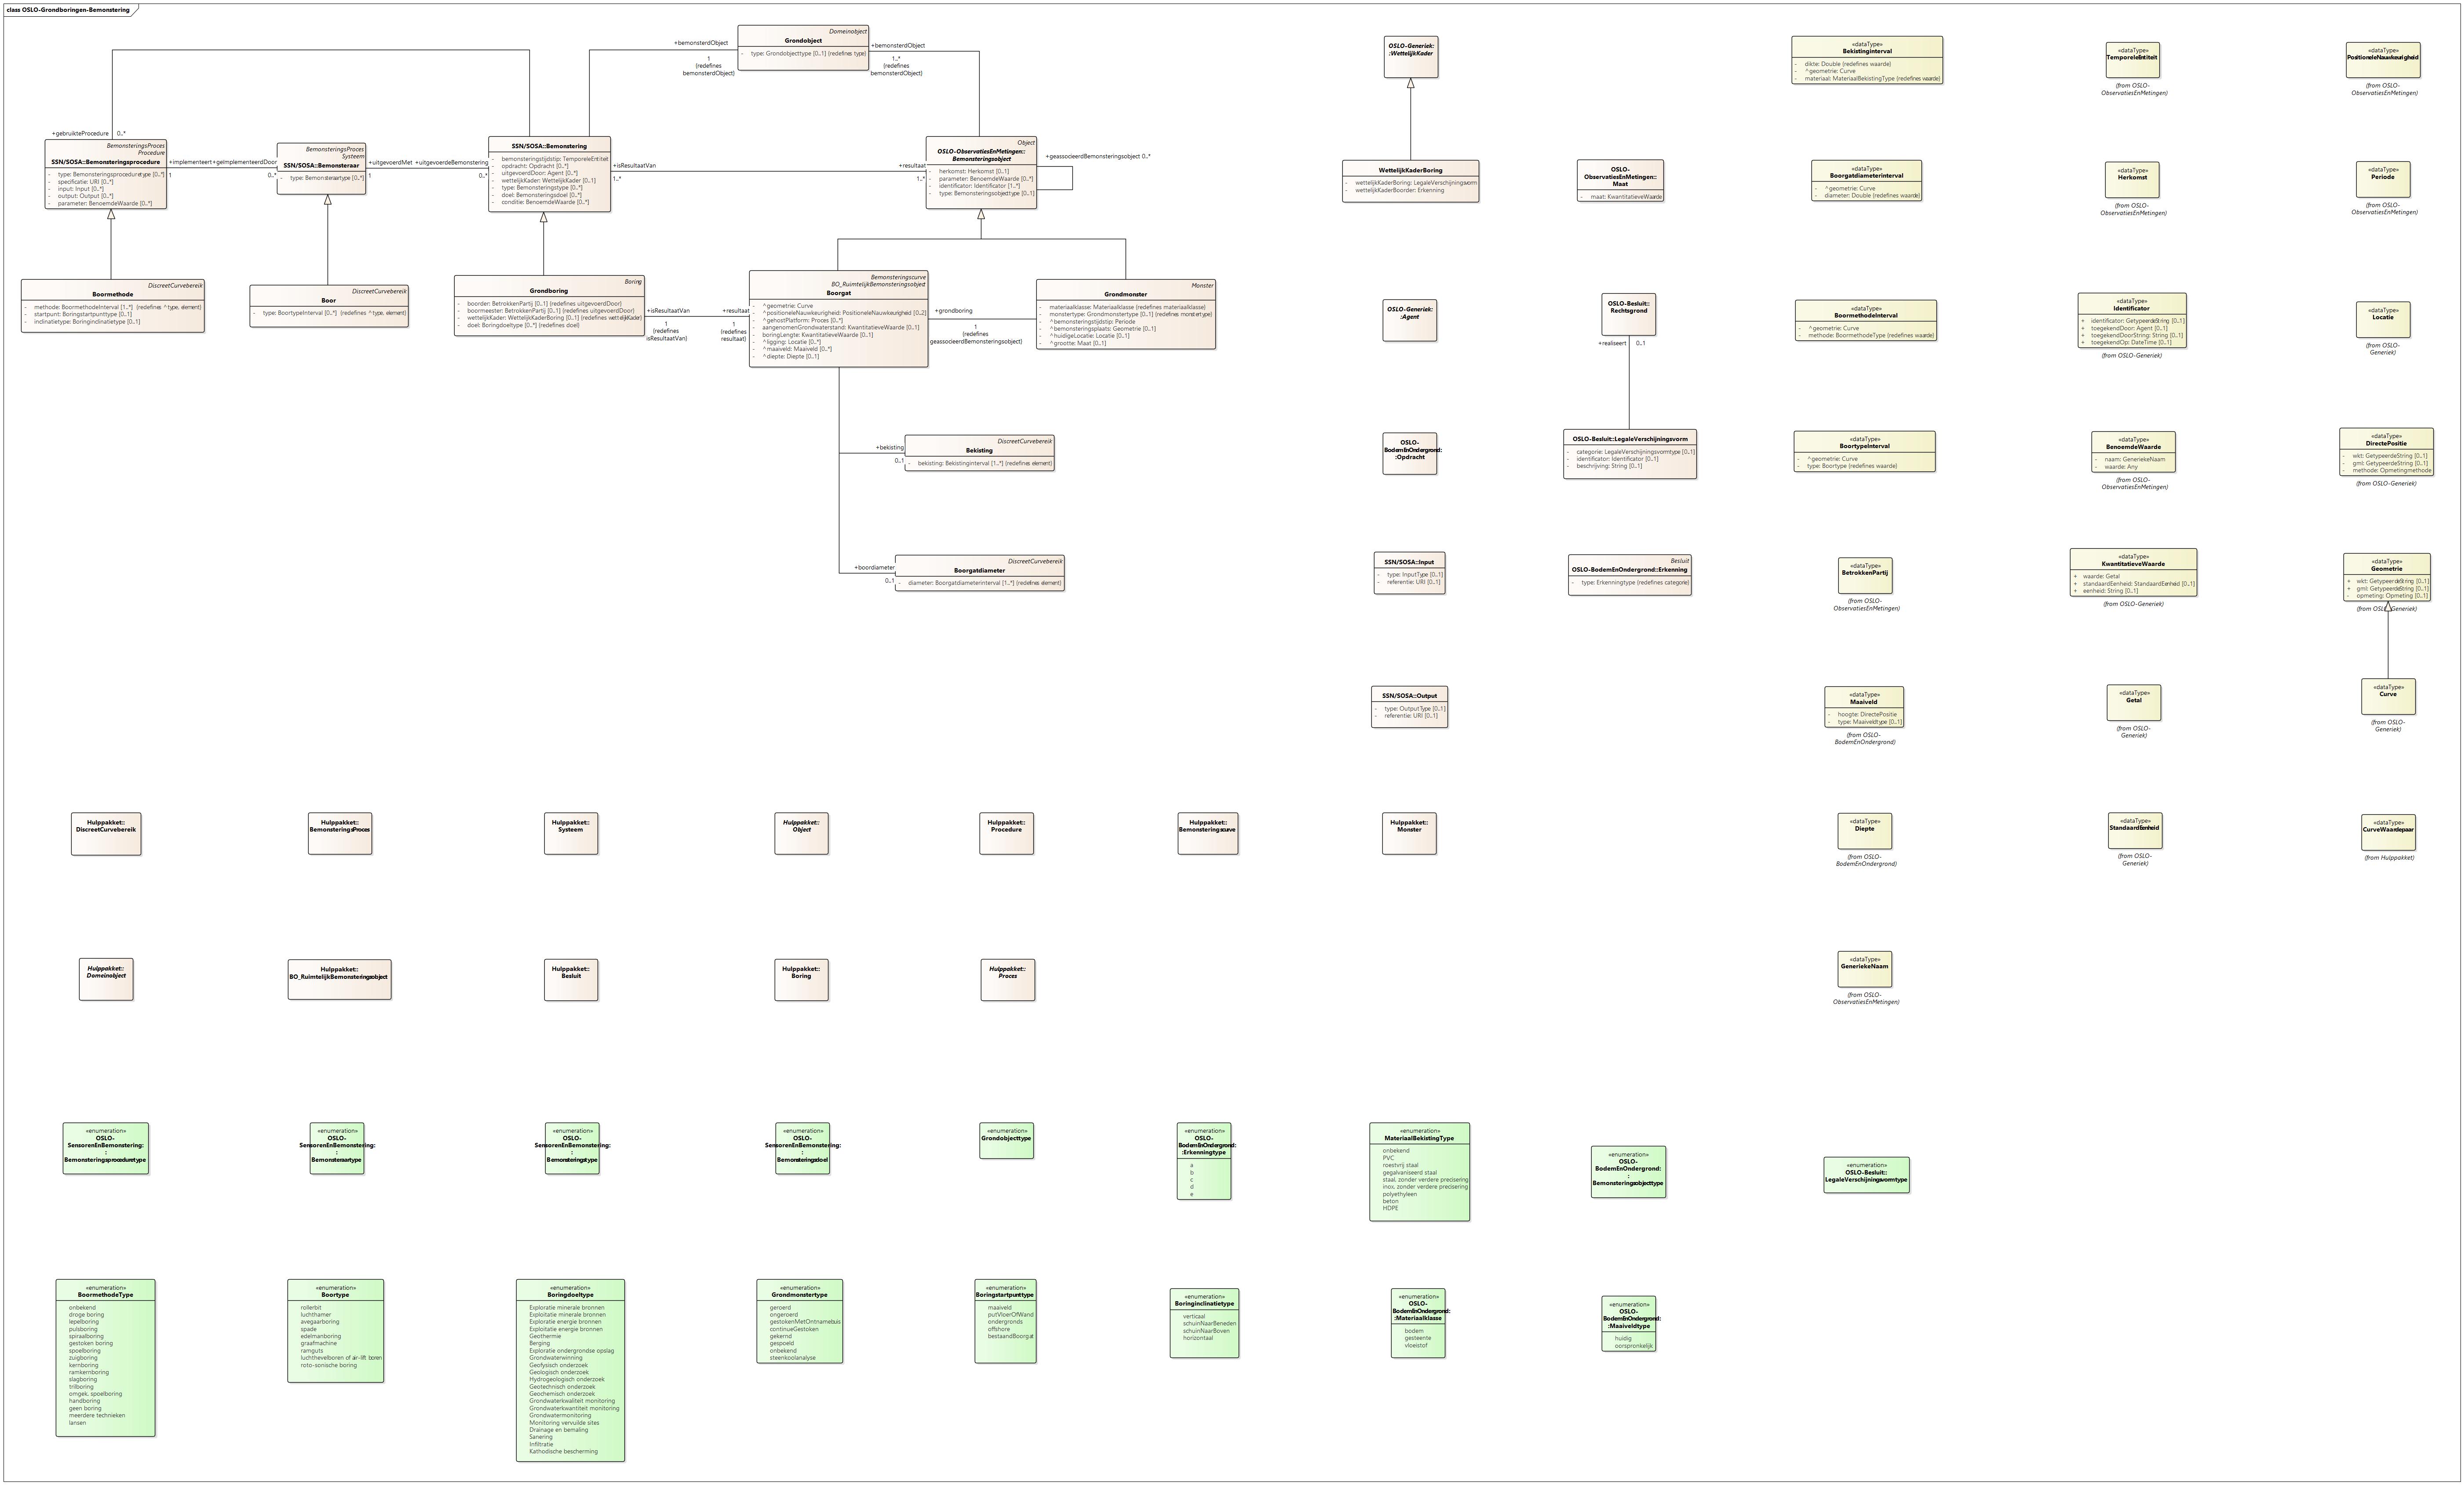 class OSLO-Grondboringen-Bemonstering
Domeinobject
Grondobject
- type: Grondobjecttype [0..1] {redefines type}
+bemonsterdObject
1
{redefines
bemonsterdObject}
+bemonsterdObject
1..*
{redefines
bemonsterdObject}
+gebruikteProcedure 0..*
BemonsteringsProces
Procedure
SSN/SOSA::Bemonsteringsprocedure
- type: Bemonsteringsproceduretype [0..*]
- specificatie: URI [0..*]
- input: Input [0..*]
- output: Output [0..*]
- parameter: BenoemdeWaarde [0..*]
+implementeert
+geïmplementeerdDoor
1
0..*
BemonsteringsProces
Systeem
SSN/SOSA::Bemonsteraar
- type: Bemonsteraartype [0..*]
+uitgevoerdMet
+uitgevoerdeBemonstering
1
0..*
SSN/SOSA::Bemonstering
- bemonsteringstijdstip: TemporeleEntiteit
- opdracht: Opdracht [0..*]
- uitgevoerdDoor: Agent [0..*]
- wettelijkKader: WettelijkKader [0..1]
- type: Bemonsteringstype [0..*]
- doel: Bemonsteringsdoel [0..*]
- conditie: BenoemdeWaarde [0..*]
+isResultaatVan
1..*
+resultaat
1..*
Object
OSLO-ObservatiesEnMetingen::
Bemonsteringsobject
- herkomst: Herkomst [0..1]
- parameter: BenoemdeWaarde [0..*]
- identificator: Identificator [1..*]
- type: Bemonsteringsobjecttype [0..1]
+geassocieerdBemonsteringsobject 0..*
DiscreetCurvebereik
Boormethode
- methode: BoormethodeInterval [1..*] {redefines ^type, element}
- startpunt: Boringstartpunttype [0..1]
- inclinatietype: Boringinclinatietype [0..1]
DiscreetCurvebereik
Boor
- type: BoortypeInterval [0..*] {redefines ^type, element}
Boring
Grondboring
- boorder: BetrokkenPartij [0..1] {redefines uitgevoerdDoor}
- boormeester: BetrokkenPartij [0..1] {redefines uitgevoerdDoor}
- wettelijkKader: WettelijkKaderBoring [0..1] {redefines wettelijkKader}
- doel: Boringdoeltype [0..*] {redefines doel}
+isResultaatVan
1
{redefines
isResultaatVan}
+resultaat
1
{redefines
resultaat}
Bemonsteringscurve
BO_RuimtelijkBemonsteringsobject
Boorgat
- ^geometrie: Curve
- ^positioneleNauwkeurigheid: PositioneleNauwkeurigheid [0..2]
- ^gehostPlatform: Proces [0..*]
- aangenomenGrondwaterstand: KwantitatieveWaarde [0..1]
- boringLengte: KwantitatieveWaarde [0..1]
- ^ligging: Locatie [0..*]
- ^maaiveld: Maaiveld [0..*]
- ^diepte: Diepte [0..1]
+grondboring
1
{redefines
geassocieerdBemonsteringsobject}
Monster
Grondmonster
- materiaalklasse: Materiaalklasse {redefines materiaalklasse}
- monstertype: Grondmonstertype [0..1] {redefines monstertype}
- ^bemonsteringstijdstip: Periode
- ^bemonsteringsplaats: Geometrie [0..1]
- ^huidigeLocatie: Locatie [0..1]
- ^grootte: Maat [0..1]
+bekisting
0..1
DiscreetCurvebereik
Bekisting
- bekisting: Bekistinginterval [1..*] {redefines element}
+boordiameter
0..1
DiscreetCurvebereik
Boorgatdiameter
- diameter: Boorgatdiameterinterval [1..*] {redefines element}
OSLO-Generiek:
:WettelijkKader
WettelijkKaderBoring
- wettelijkKaderBoring: LegaleVerschijningsvorm
- wettelijkKaderBoorder: Erkenning
OSLO-
ObservatiesEnMetingen::
Maat
- maat: KwantitatieveWaarde
OSLO-Generiek:
:Agent
OSLO-Besluit::
Rechtsgrond
+realiseert 0..1
OSLO-
BodemEnOndergrond:
:Opdracht
OSLO-Besluit::LegaleVerschijningsvorm
- categorie: LegaleVerschijningsvormtype [0..1]
- identificator: Identificator [0..1]
- beschrijving: String [0..1]
SSN/SOSA::Input
- type: InputType [0..1]
- referentie: URI [0..1]
Besluit
OSLO-BodemEnOndergrond::Erkenning
- type: Erkenningtype {redefines categorie}
SSN/SOSA::Output
- type: OutputType [0..1]
- referentie: URI [0..1]
«dataType»
Bekistinginterval
- dikte: Double {redefines waarde}
- ^geometrie: Curve
- materiaal: MateriaalBekistingType {redefines waarde}
«dataType»
TemporeleEntiteit
(from OSLO-
ObservatiesEnMetingen)
«dataType»
PositioneleNauwkeurigheid
(from OSLO-
ObservatiesEnMetingen)
«dataType»
Boorgatdiameterinterval
- ^geometrie: Curve
- diameter: Double {redefines waarde}
«dataType»
Herkomst
(from OSLO-
ObservatiesEnMetingen)
«dataType»
Periode
(from OSLO-
ObservatiesEnMetingen)
«dataType»
BoormethodeInterval
- ^geometrie: Curve
- methode: BoormethodeType {redefines waarde}
«dataType»
Identificator
+ identificator: GetypeerdeString [0..1]
+ toegekendDoor: Agent [0..1]
+ toegekendDoorString: String [0..1]
+ toegekendOp: DateTime [0..1]
(from OSLO-Generiek)
«dataType»
Locatie
(from OSLO-
Generiek)
«dataType»
BoortypeInterval
- ^geometrie: Curve
- type: Boortype {redefines waarde}
«dataType»
BenoemdeWaarde
- naam: GeneriekeNaam
- waarde: Any
(from OSLO-
ObservatiesEnMetingen)
«dataType»
DirectePositie
- wkt: GetypeerdeString [0..1]
- gml: GetypeerdeString [0..1]
- methode: Opmetingmethode
(from OSLO-Generiek)
«dataType»
BetrokkenPartij
(from OSLO-
ObservatiesEnMetingen)
«dataType»
KwantitatieveWaarde
+ waarde: Getal
+ standaardEenheid: StandaardEenheid [0..1]
+ eenheid: String [0..1]
(from OSLO-Generiek)
«dataType»
Geometrie
+ wkt: GetypeerdeString [0..1]
+ gml: GetypeerdeString [0..1]
- opmeting: Opmeting [0..1]
(from OSLO-Generiek)
«dataType»
Maaiveld
- hoogte: DirectePositie
- type: Maaiveldtype [0..1]
(from OSLO-
BodemEnOndergrond)
«dataType»
Getal
(from OSLO-
Generiek)
«dataType»
Curve
(from OSLO-
Generiek)
Hulppakket::
DiscreetCurvebereik
Hulppakket::
BemonsteringsProces
Hulppakket::
Systeem
Hulppakket::
Object
Hulppakket::
Procedure
Hulppakket::
Bemonsteringscurve
Hulppakket::
Monster
«dataType»
Diepte
(from OSLO-
BodemEnOndergrond)
«dataType»
StandaardEenheid
(from OSLO-
Generiek)
«dataType»
CurveWaardepaar
(from Hulppakket)
Hulppakket::
Domeinobject
Hulppakket::
BO_RuimtelijkBemonsteringsobject
Hulppakket::
Besluit
Hulppakket::
Boring
Hulppakket::
Proces
«dataType»
GeneriekeNaam
(from OSLO-
ObservatiesEnMetingen)
«enumeration»
OSLO-
SensorenEnBemonstering:
:
Bemonsteringsproceduretype
«enumeration»
OSLO-
SensorenEnBemonstering:
:
Bemonsteraartype
«enumeration»
OSLO-
SensorenEnBemonstering:
:
Bemonsteringstype
«enumeration»
OSLO-
SensorenEnBemonstering:
:
Bemonsteringsdoel
«enumeration»
Grondobjecttype
«enumeration»
OSLO-
BodemEnOndergrond:
:Erkenningtype
a
b
c
d
e
«enumeration»
MateriaalBekistingType
onbekend
PVC
roestvrij staal
gegalvaniseerd staal
staal, zonder verdere precisering
inox, zonder verdere precisering
polyethyleen
beton
HDPE
«enumeration»
OSLO-
BodemEnOndergrond:
:
Bemonsteringsobjecttype
«enumeration»
OSLO-Besluit::
LegaleVerschijningsvormtype
«enumeration»
BoormethodeType
onbekend
droge boring
lepelboring
pulsboring
spiraalboring
gestoken boring
spoelboring
zuigboring
kernboring
ramkernboring
slagboring
trilboring
omgek. spoelboring
handboring
geen boring
meerdere technieken
lansen
«enumeration»
Boortype
rollerbit
luchthamer
avegaarboring
spade
edelmanboring
graafmachine
ramguts
luchthevelboren of air-lift boren
roto-sonische boring
«enumeration»
Boringdoeltype
Exploratie minerale bronnen
Exploitatie minerale bronnen
Exploratie energie bronnen
Exploitatie energie bronnen
Geothermie
Berging
Exploratie ondergrondse opslag
Grondwaterwinning
Geofysisch onderzoek
Geologisch onderzoek
Hydrogeologisch onderzoek
Geotechnisch onderzoek
Geochemisch onderzoek
Grondwaterkwaliteit monitoring
Grondwaterkwantiteit monitoring
Grondwatermonitoring
Monitoring vervuilde sites
Drainage en bemaling
Sanering
Infiltratie
Kathodische bescherming
«enumeration»
Grondmonstertype
geroerd
ongeroerd
gestokenMetOntnamebuis
continueGestoken
gekernd
gespoeld
onbekend
steenkoolanalyse
«enumeration»
Boringstartpunttype
maaiveld
putVloerOfWand
ondergronds
offshore
bestaandBoorgat
«enumeration»
Boringinclinatietype
verticaal
schuinNaarBeneden
schuinNaarBoven
horizontaal
«enumeration»
OSLO-
BodemEnOndergrond:
:Materiaalklasse
bodem
gesteente
vloeistof
«enumeration»
OSLO-
BodemEnOndergrond:
:Maaiveldtype
huidig
oorspronkelijk